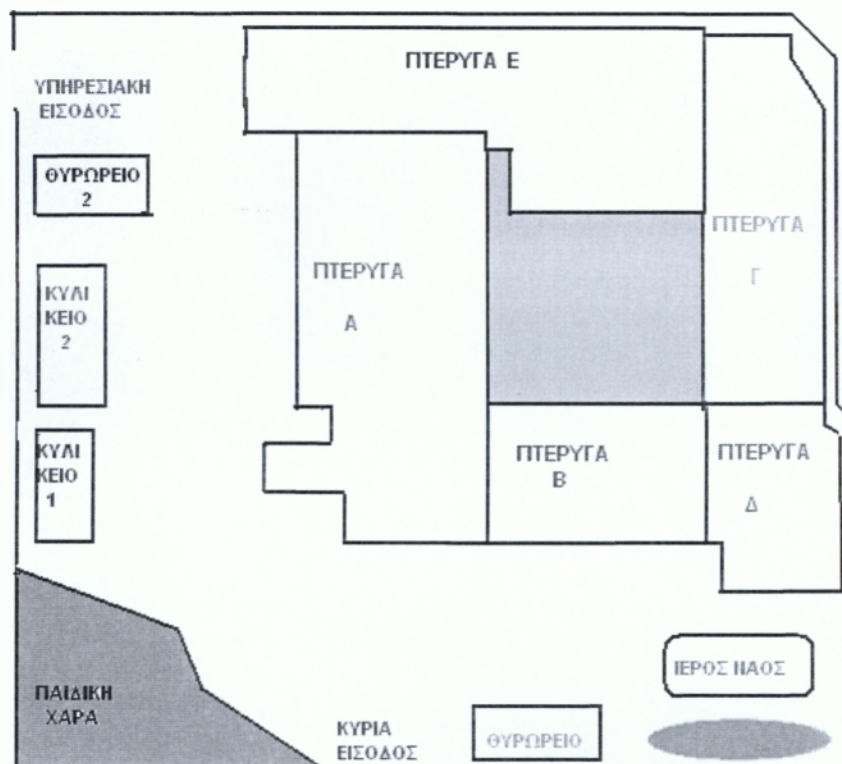 ΠΤΕΡΥΓΑ Ε
ΥΠΗΡΕΣΙΑΚΗ
ΕΙΣΟΔΟΣ
ΘΥΡΩΡΕΙΟ
2
ΠΤΕΡΥΓΑ
Α
ΠΤΕΡΥΓΑ
Γ
ΚΥΛΙ
ΚΕΙΟ
2
ΚΥΛΙ
ΚΕΙΟ
1
ΠΤΕΡΥΓΑ
Β
ΠΤΕΡΥΓΑ
Δ
ΠΑΙΔΙΚΗ
ΧΑΡΑ
ΚΥΡΙΑ
ΕΙΣΟΔΟΣ
ΘΥΡΩΡΕΙΟ
ΙΕΡΟΣ ΝΑΟΣ